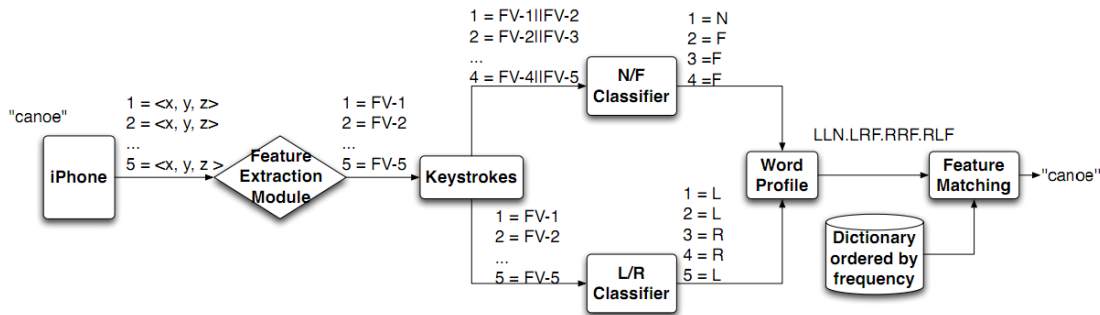 "canoe"
iPhone
1 = <x, y, z>
2 = <x, y, z>
...
5 = <x, y, z >
Feature
Extraction
Module
1 = FV-1
2 = FV-2
...
5 = FV-5
Keystrokes
1 = FV-1||FV-2
2 = FV-2||FV-3
...
4 = FV-4||FV-5
N/F
Classifier
1 = N
2 = F
3 =F
4 =F
1 = FV-1
2 = FV-2
...
5 = FV-5
L/R
Classifier
1 = L
2 = L
3 = R
4 = R
5 = L
Word
Profile
LLN.LRF.RRF.RLF
Feature
Matching
"canoe"
Dictionary
ordered by
frequency